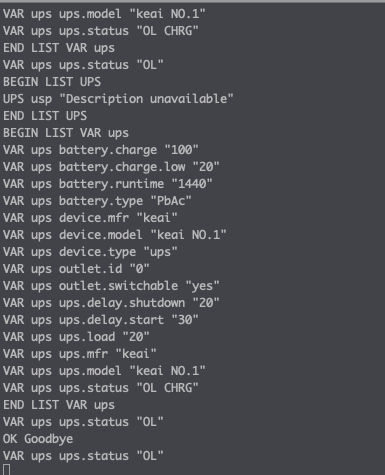 VAR ups ups.model "keai NO.1"
VAR ups ups.status "OL CHRG"
END LIST VAR ups
VAR ups ups.status "OL"
BEGIN LIST UPS
UPS usp "Description unavailable"
END LIST UPS
BEGIN LIST VAR ups
VAR ups battery.charge "100"
VAR ups battery.charge.low "20"
VAR ups battery.runtime "1440"
VAR ups battery.type "PbAc"
VAR ups device.mfr "keai"
VAR ups device.model "keai NO.1"
VAR ups device.type "ups"
VAR ups outlet.id "0"
VAR ups outlet.switchable "yes"
VAR ups ups.delay.shutdown "20"
VAR ups ups.delay.start "30"
VAR ups ups.load "20"
VAR ups ups.mfr "keai"
VAR ups ups.model "keai NO.1"
VAR ups ups.status "OL CHRG"
END LIST VAR ups
VAR ups ups.status "OL"
OK Goodbye
VAR ups ups.status "OL"